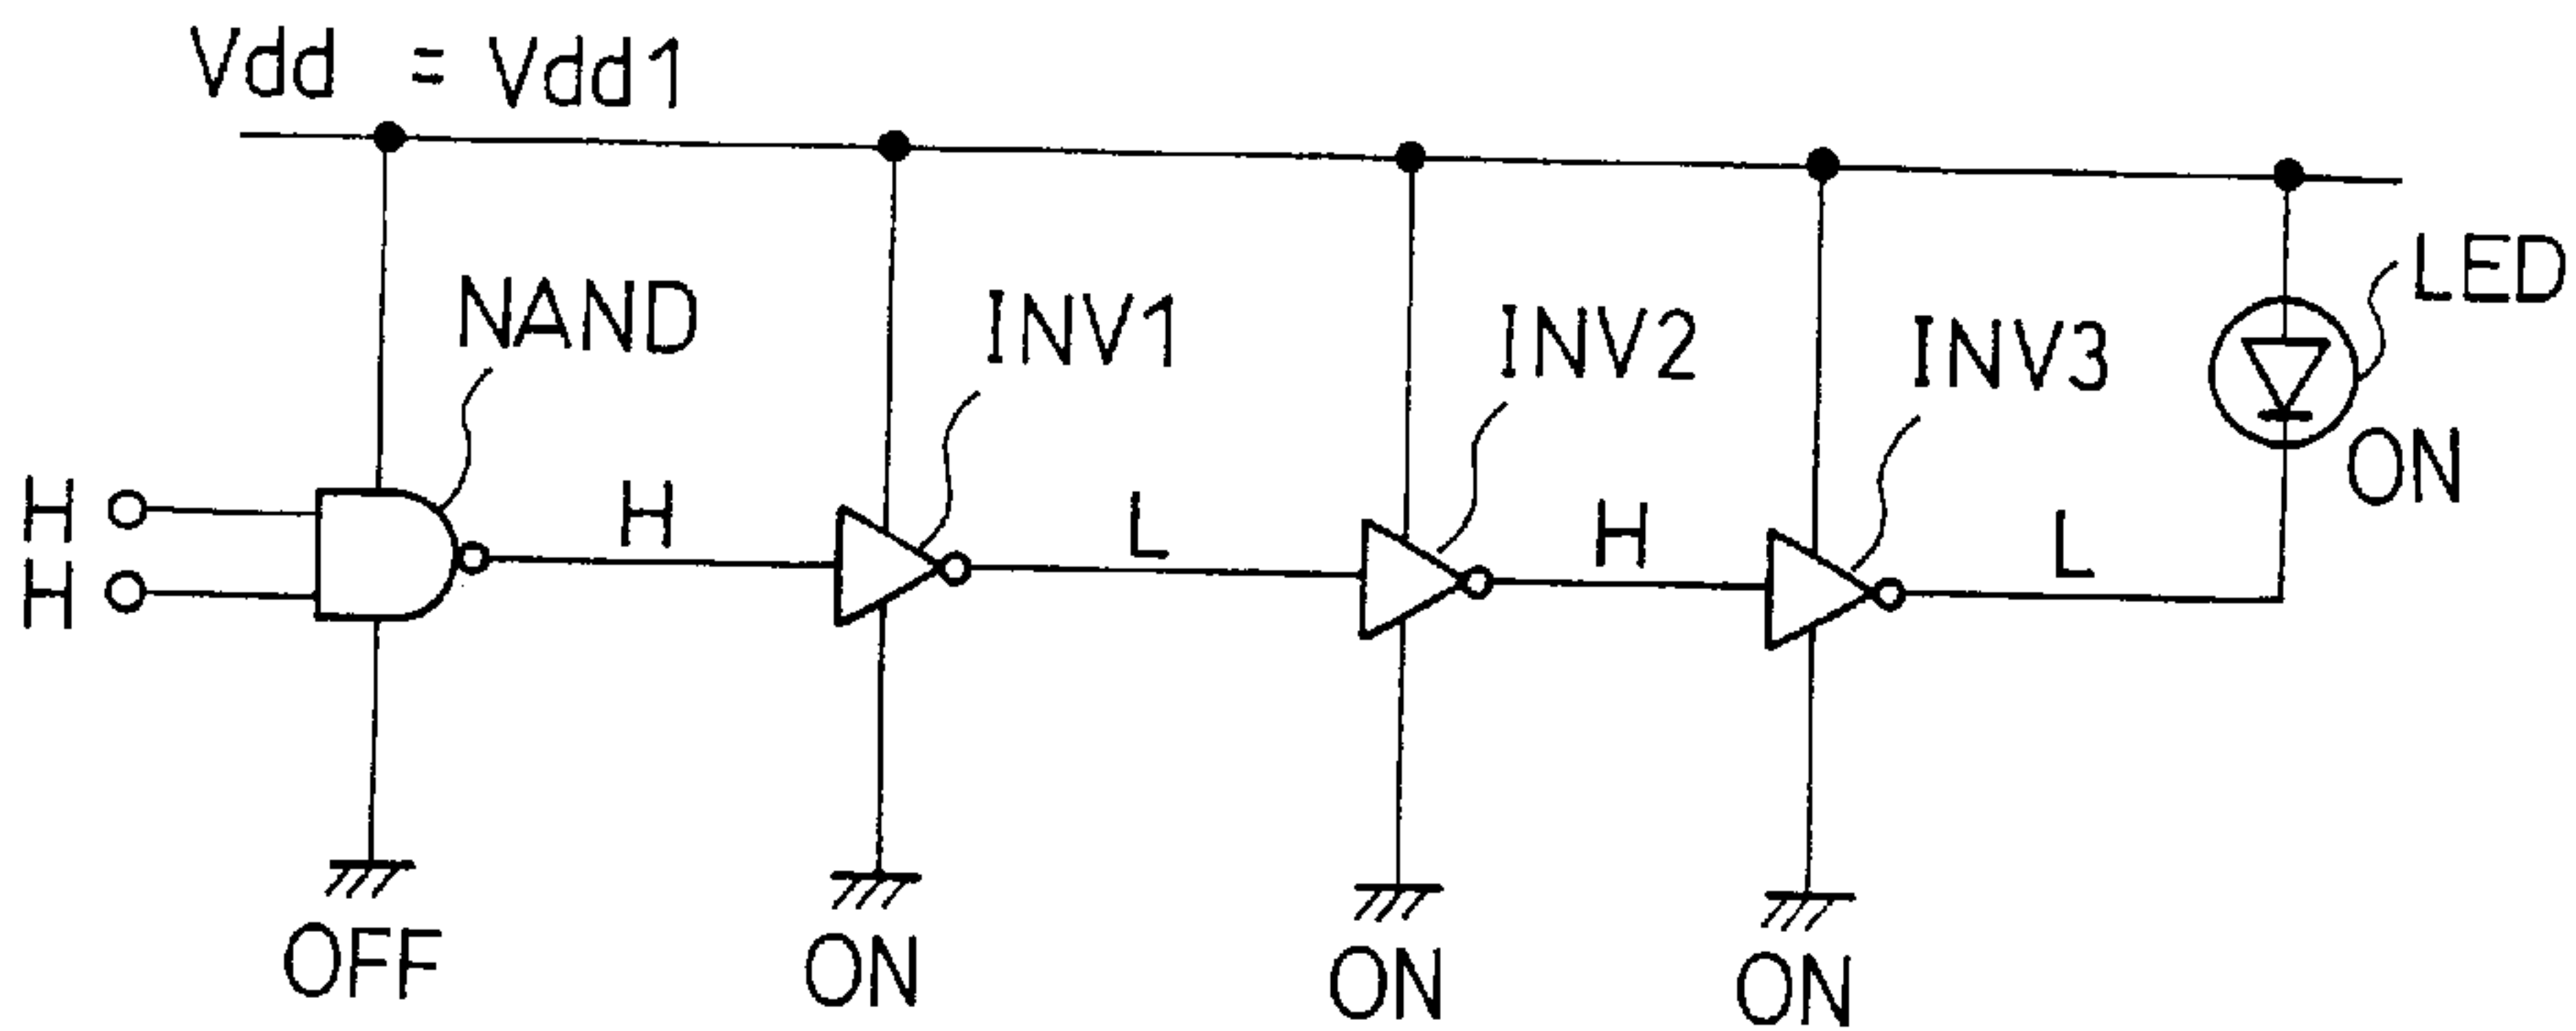 Vdd = Vdd1
LED
NAND
INV1
INV2
INV3
ON
H
H
L
H
L
H
OFF
ON
ON
ON